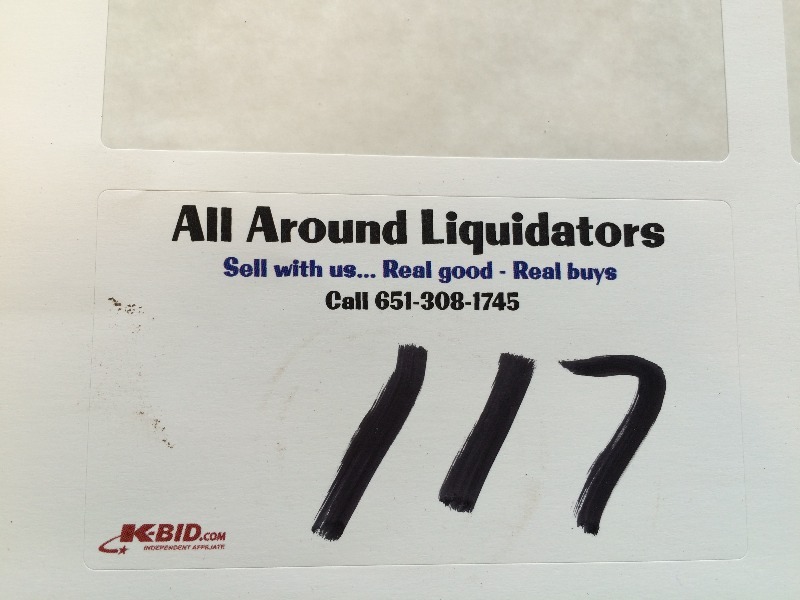 All Around Liquidators
Sell with us... Real good - Real buys
Call 651-308-1745
117
K-BID.COM
INDEPENDENT AFFILIATE